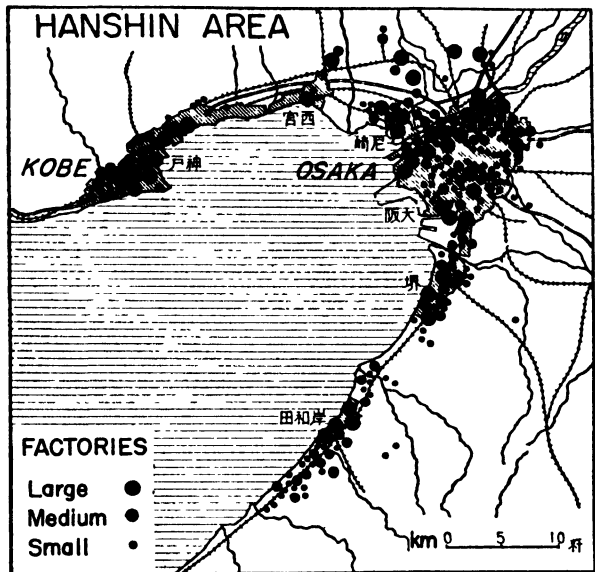 HANSHIN AREA
西宮
尼崎
KOBE
神戸
OSAKA
大阪
堺
岸和田
FACTORIES
Large
Medium
Small
km 0 5 10 粁